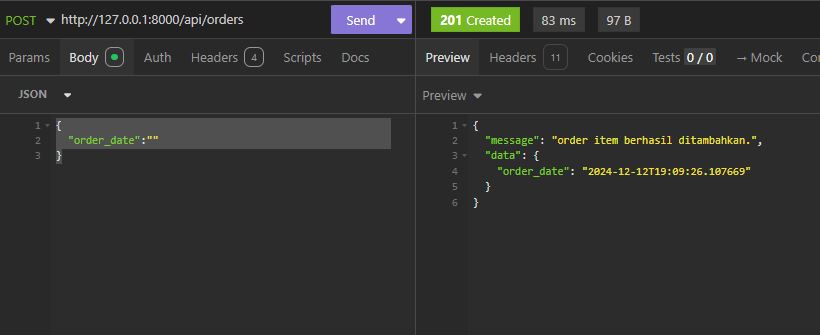 POST http://127.0.0.1:8000/api/orders Send
Params Body Auth Headers 4 Scripts Docs
JSON
1 {
2 "order_date":""
3 }
201 Created 83 ms 97 B
Preview Headers 11 Cookies Tests 0 / 0 → Mock Con
Preview
1 {
2 "message": "order item berhasil ditambahkan.",
3 "data": {
4 "order_date": "2024-12-12T19:09:26.107669"
5 }
6 }